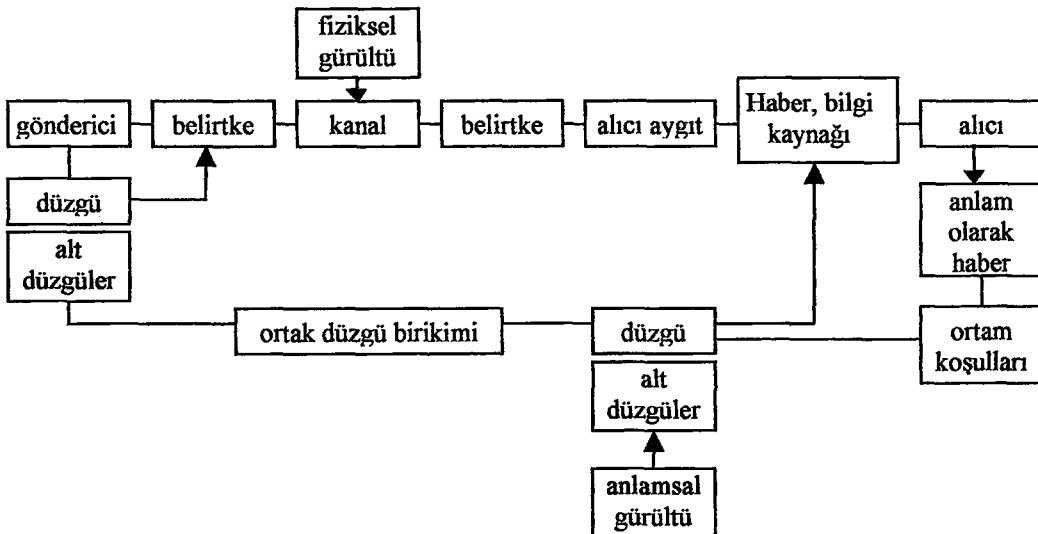 fiziksel
gürültü
gönderici
belirtke
kanal
belirtke
alıcı aygıt
Haber, bilgi
kaynağı
alıcı
düzgü
alt
düzgüler
anlam
olarak
haber
ortak düzgü birikimi
düzgü
ortam
koşulları
alt
düzgüler
anlamsal
gürültü